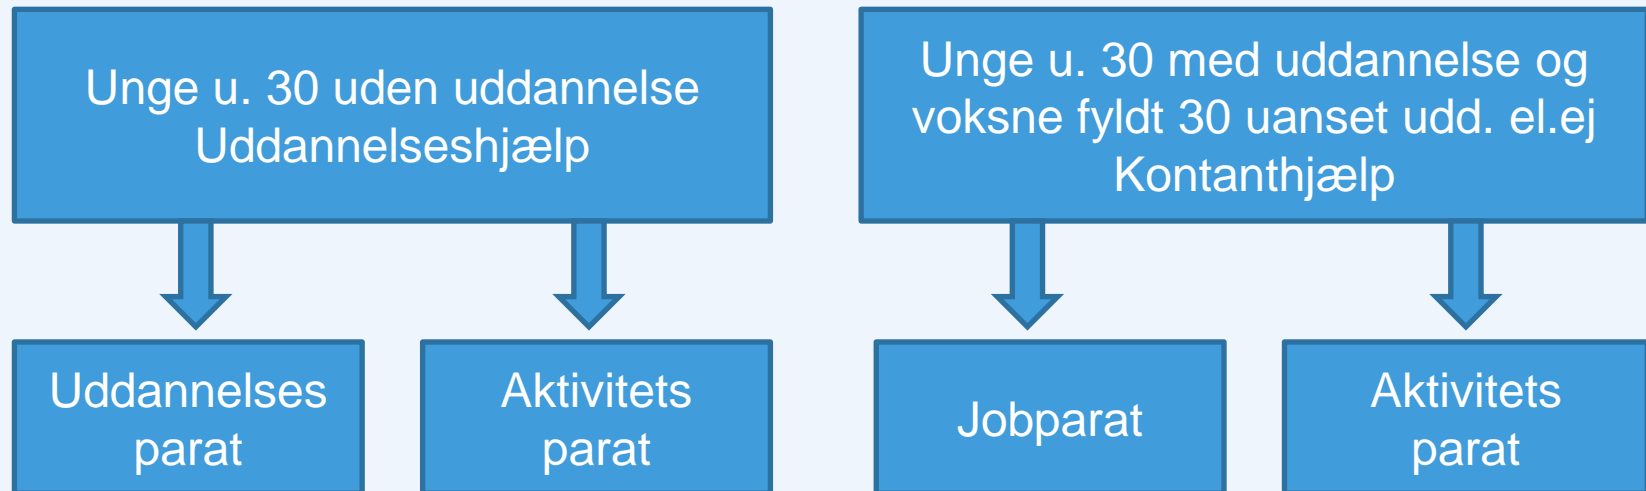 Unge u. 30 uden uddannelse
Uddannelseshjælp
Unge u. 30 med uddannelse og
voksne fyldt 30 uanset udd. el.ej
Kontanthjælp
Uddannelses
parat
Aktivitets
parat
Jobparat
Aktivitets
parat